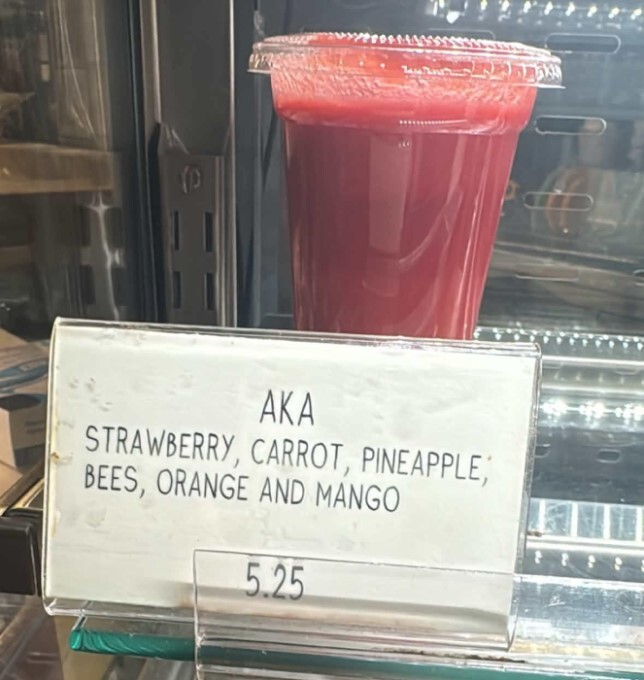 AKA
STRAWBERRY, CARROT, PINEAPPLE,
BEES, ORANGE AND MANGO
5.25